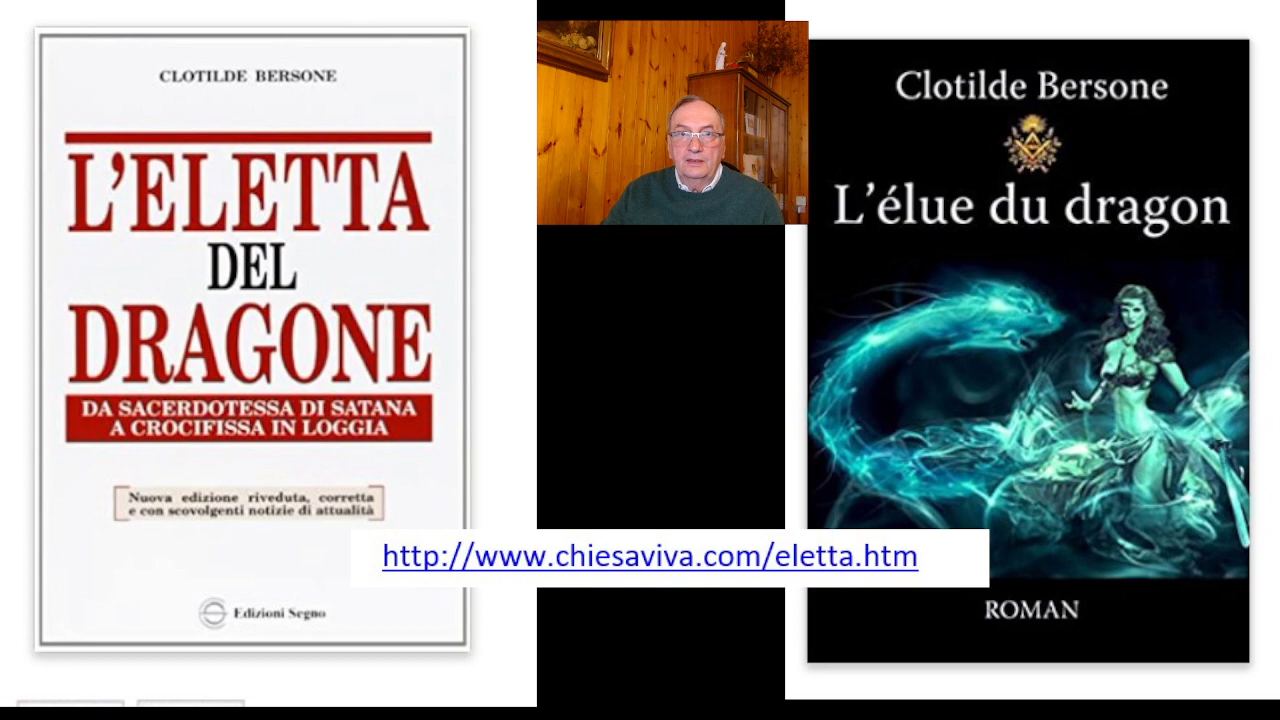 CLOTILDE BERSONE
L'ELETTA
DEL
DRAGONE
DA SACERDOTESSA DI SATANA
A CROCIFISSA IN LOGGIA
Nuova edizione riveduta, corretta
e con scovolgenti notizie di attualità
Edizioni Segno
http://www.chiesaviva.com/eletta.htm
Clotilde Bersone
L'élue du dragon
ROMAN